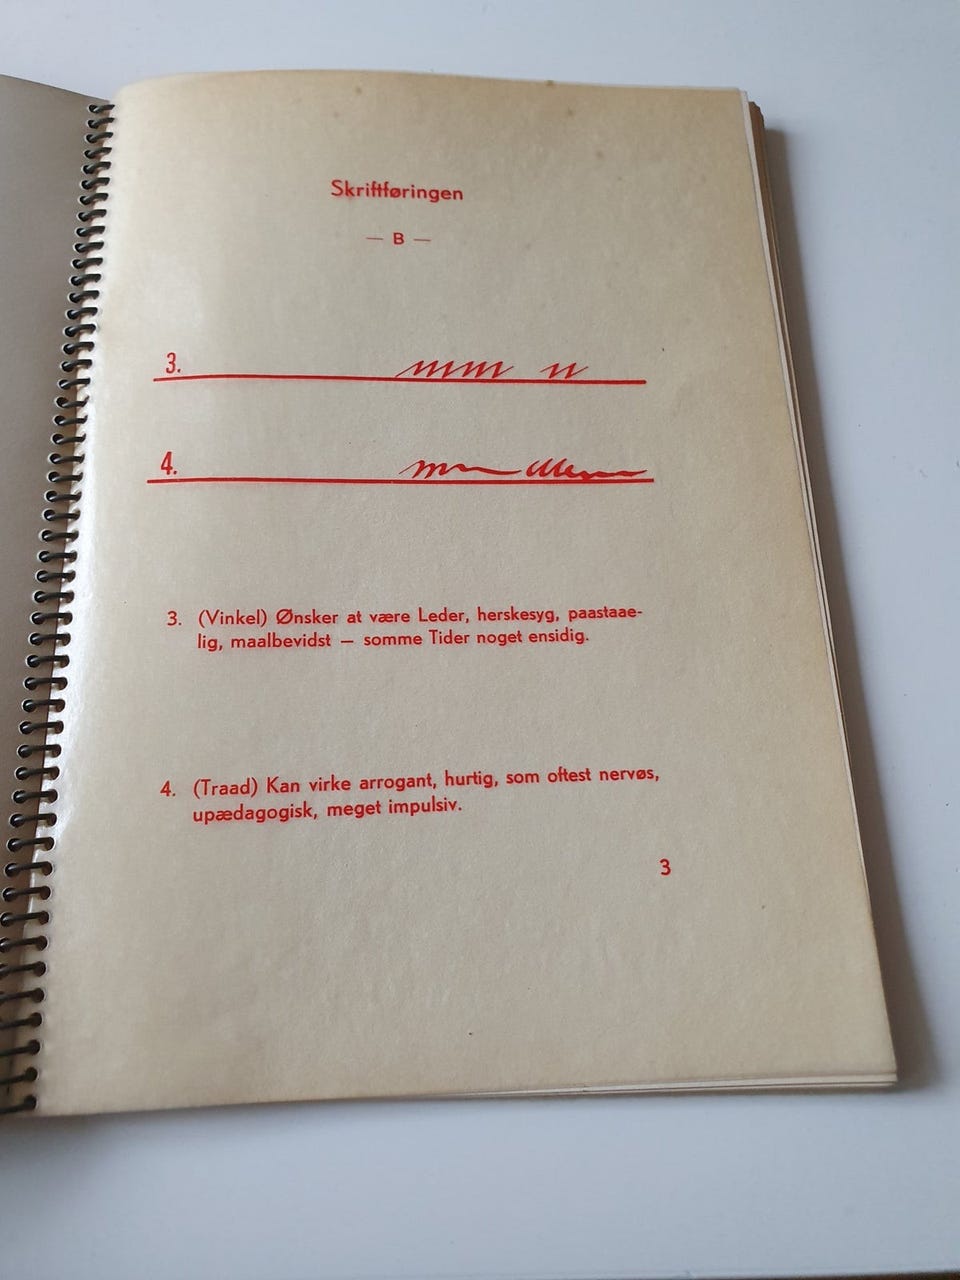 Skriftføringen
— B —
3.
4.
3. (Vinkel) Ønsker at være Leder, herskesyg, paastaae-
lig, maalbevidst — somme Tider noget ensidig.
4. (Traad) Kan virke arrogant, hurtig, som oftest nervøs,
upædagogisk, meget impulsiv.
3